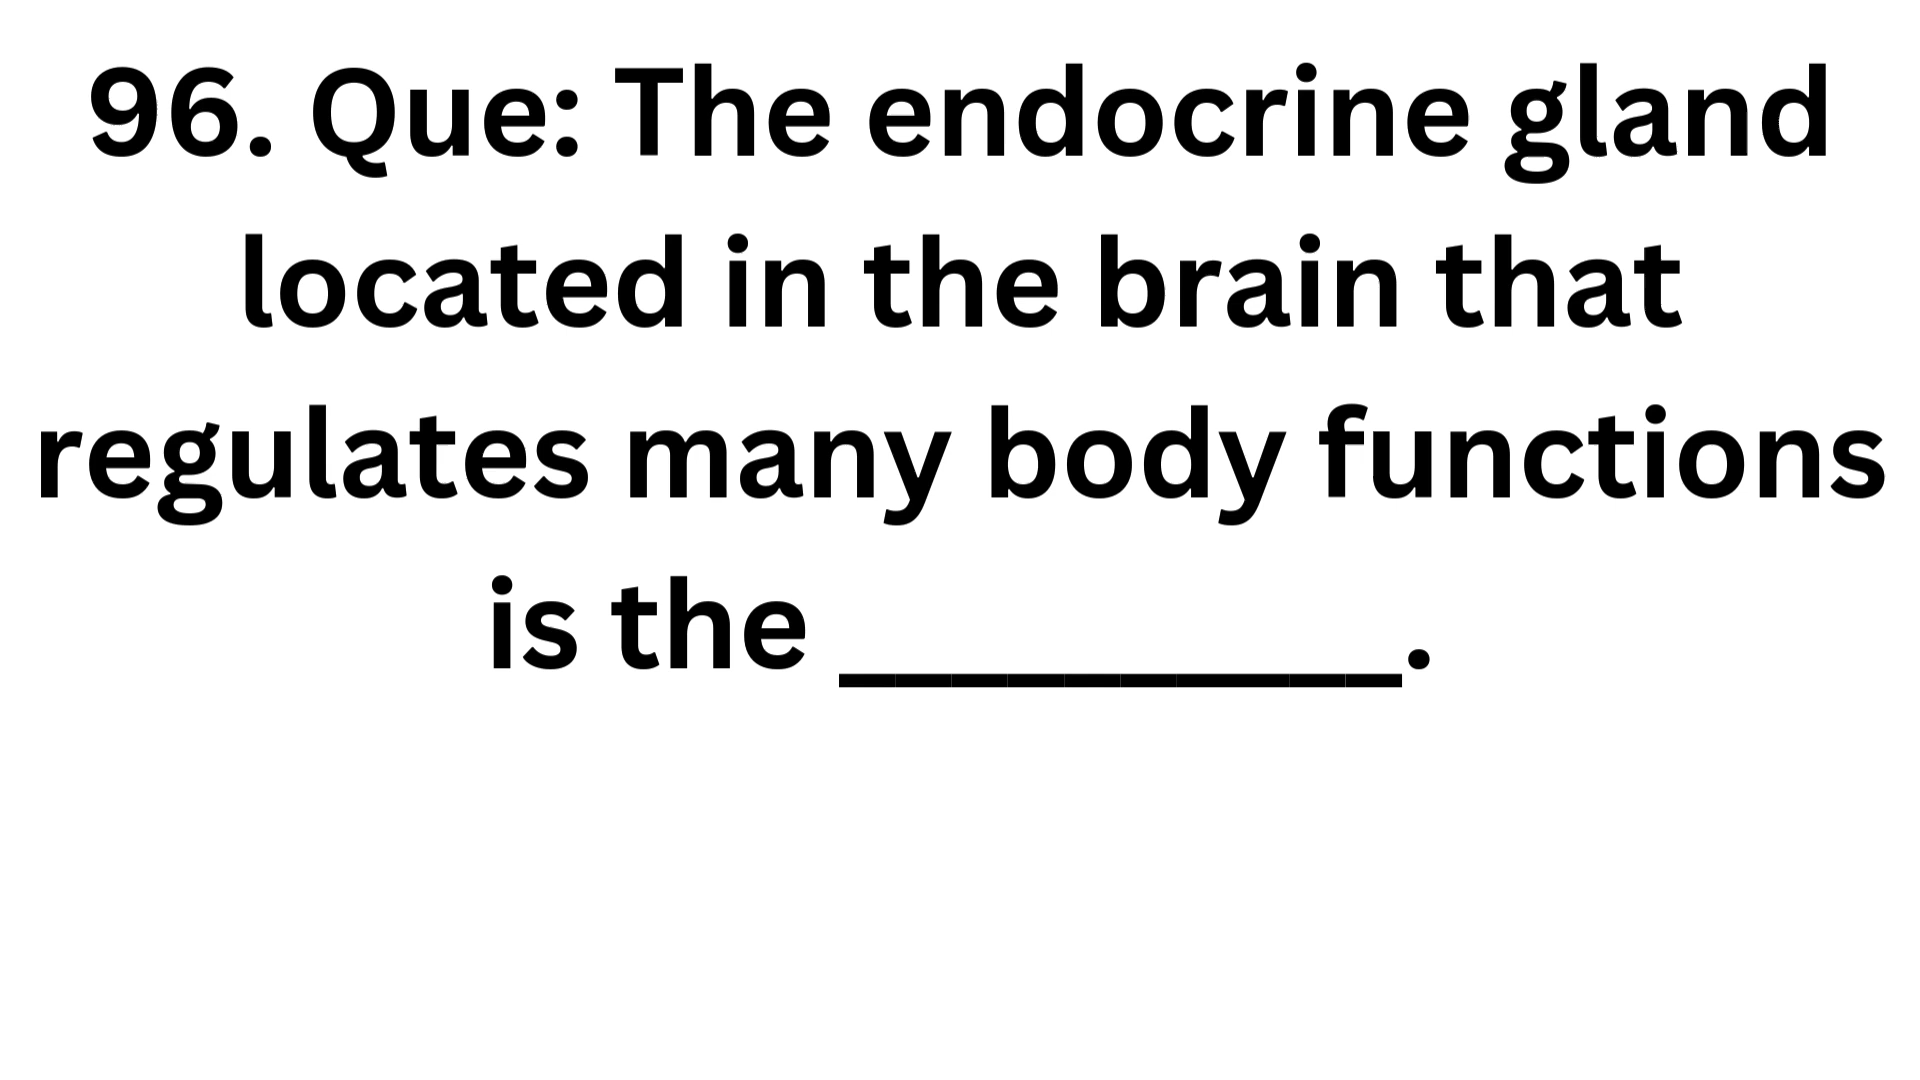 96. Que: The endocrine gland
located in the brain that
regulates many body functions
is the __________.